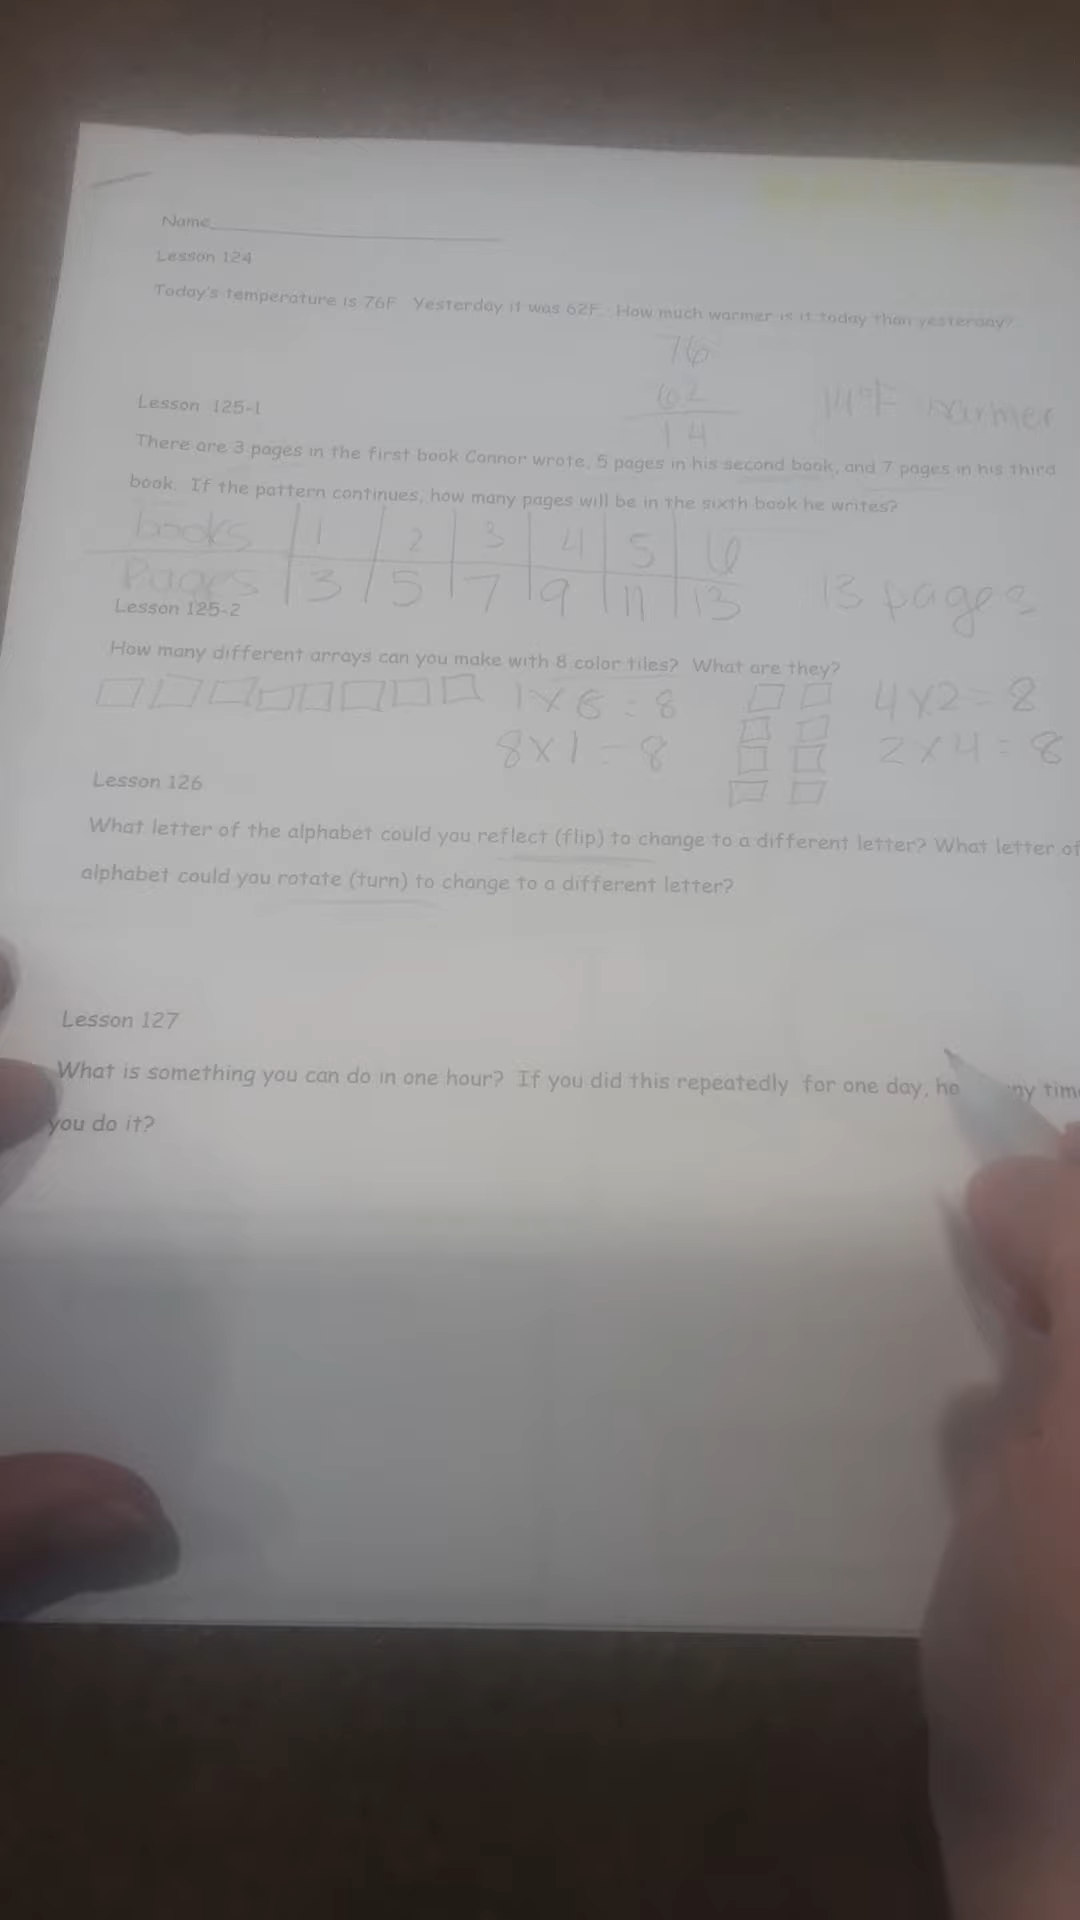 Name
Lesson 124
Today's temperature is 76F Yesterday it was 62F. How much warmer is it today than yesterday?
76
62
14
14°F warmer
Lesson 125-1
There are 3 pages in the first book Connor wrote, 5 pages in his second book, and 7 pages in his third
book. If the pattern continues, how many pages will be in the sixth book he writes?
books 1 2 3 4 5 6
Pages 3 5 7 9 11 13
13 pages
Lesson 125-2
How many different arrays can you make with 8 color tiles? What are they?
1 x 8 = 8 4 x 2 = 8
8 x 1 = 8 2 x 4 = 8
Lesson 126
What letter of the alphabet could you reflect (flip) to change to a different letter? What letter of
alphabet could you rotate (turn) to change to a different letter?
Lesson 127
What is something you can do in one hour? If you did this repeatedly for one day,
you do it?